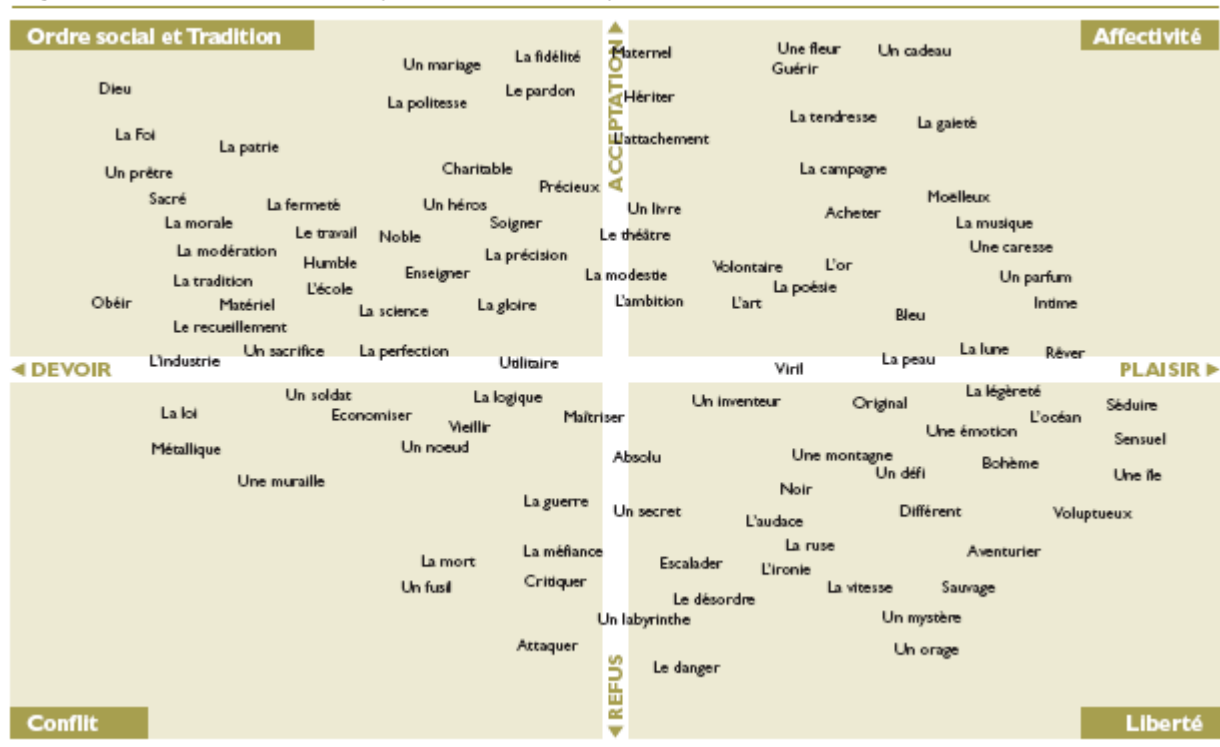 Ordre social et Tradition
Affectivité
ACCEPTATION
Maternel
Une fleur
Un cadeau
Un mariage
La fidélité
Guérir
Dieu
La politesse
Le pardon
Hériter
La tendresse
La gaieté
La Foi
La patrie
L'attachement
Un prêtre
Charitable
Précieux
La campagne
Sacré
La fermeté
Un héros
Soigner
Un livre
Acheter
Moëlleux
La morale
Le travail
Noble
Le théâtre
La musique
La modération
Humble
La précision
Une caresse
La tradition
L'école
Enseigner
La modestie
Volontaire
L'or
Un parfum
Obéir
Matériel
La science
La gloire
L'ambition
L'art
La poésie
Intime
Le recueillement
Bleu
L'industrie
Un sacrifice
La perfection
Utilitaire
Viril
La peau
La lune
Rêver
DEVOIR
PLAISIR
Un soldat
La logique
Un inventeur
Original
La légèreté
Séduire
La loi
Economiser
Vieillir
Maîtriser
Une émotion
L'océan
Sensuel
Métallique
Un noeud
Absolu
Une montagne
Un défi
Bohème
Une île
Une muraille
Noir
La guerre
Un secret
L'audace
Différent
Voluptueux
La mort
La méfiance
Escalader
La ruse
Aventurier
Un fusil
Critiquer
L'ironie
La vitesse
Sauvage
Le désordre
Un labyrinthe
Un mystère
Attaquer
Le danger
Un orage
REFUS
Conflit
Liberté